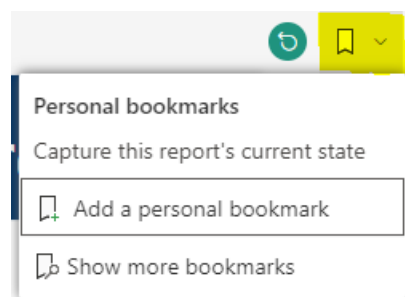 Personal bookmarks
Capture this report's current state
Add a personal bookmark
Show more bookmarks